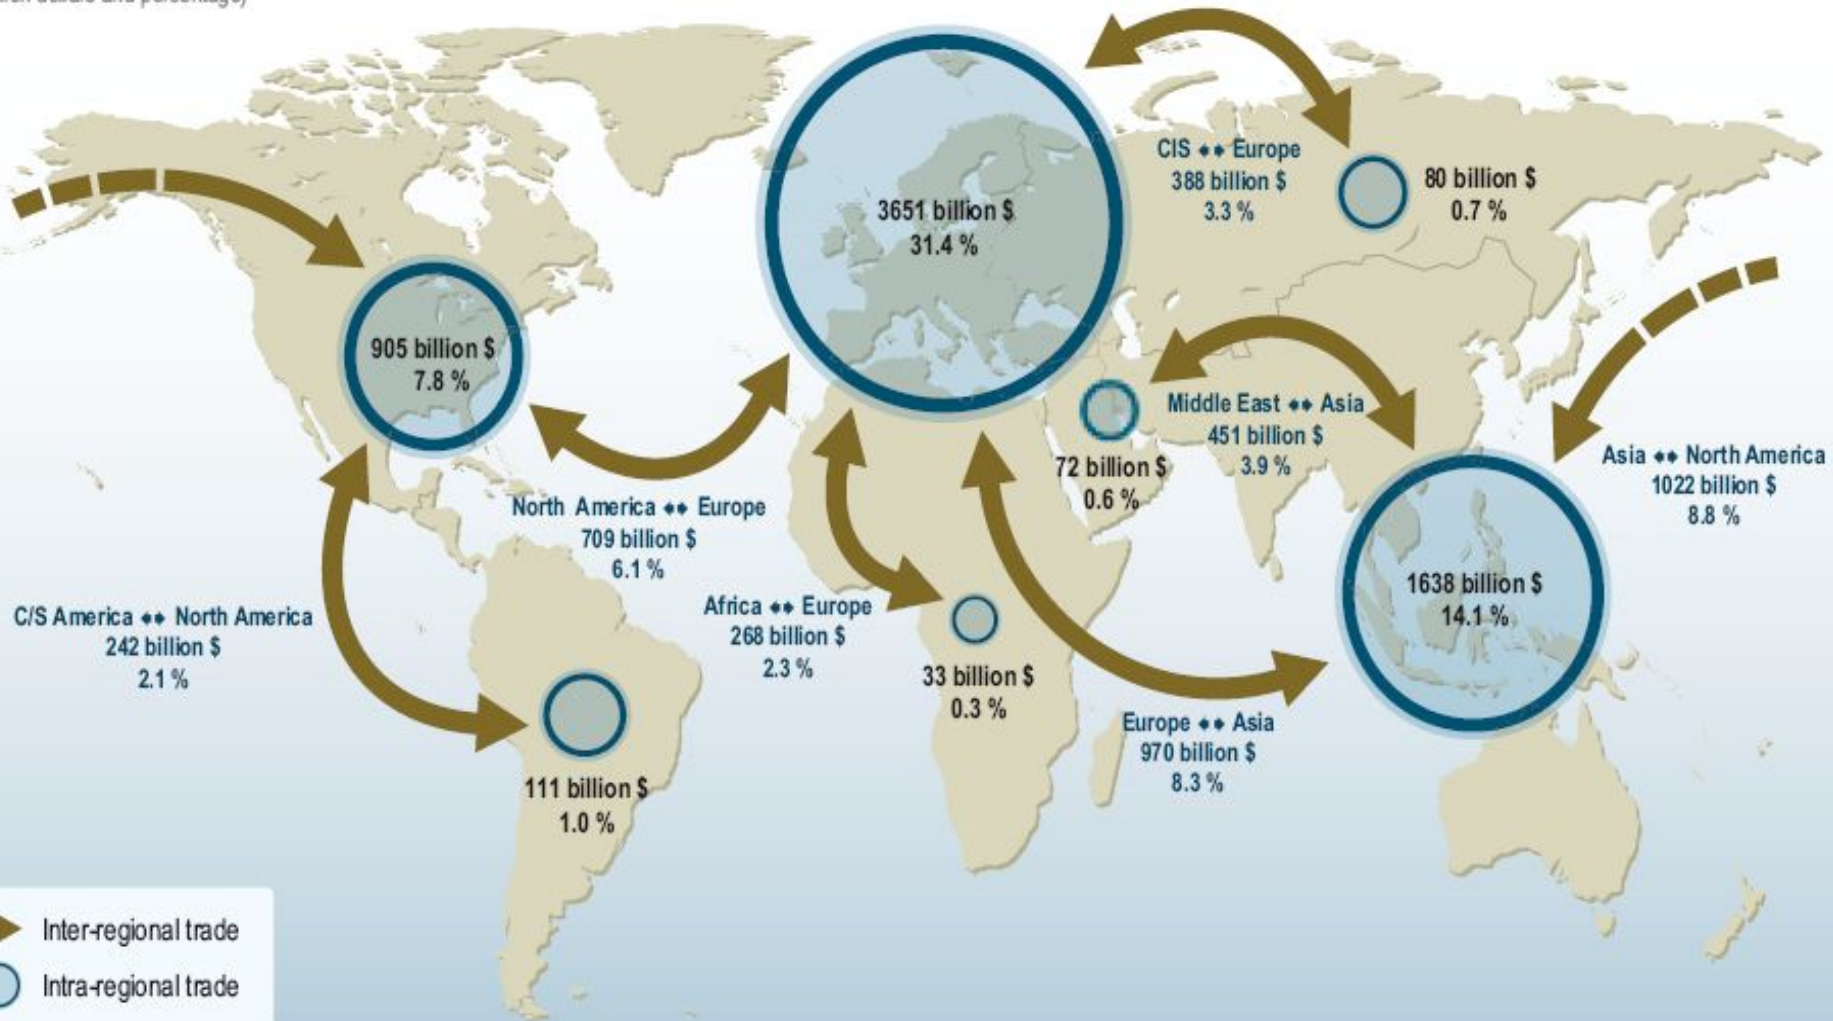 and percentage)
CIS ↔ Europe
388 billion $
3.3 %
80 billion $
0.7 %
3651 billion $
31.4 %
905 billion $
7.8 %
Middle East ↔ Asia
451 billion $
3.9 %
72 billion $
0.6 %
Asia ↔ North America
1022 billion $
8.8 %
North America ↔ Europe
709 billion $
6.1 %
1638 billion $
14.1 %
Africa ↔ Europe
268 billion $
2.3 %
C/S America ↔ North America
242 billion $
2.1 %
33 billion $
0.3 %
Europe ↔ Asia
970 billion $
8.3 %
111 billion $
1.0 %
Inter-regional trade
Intra-regional trade